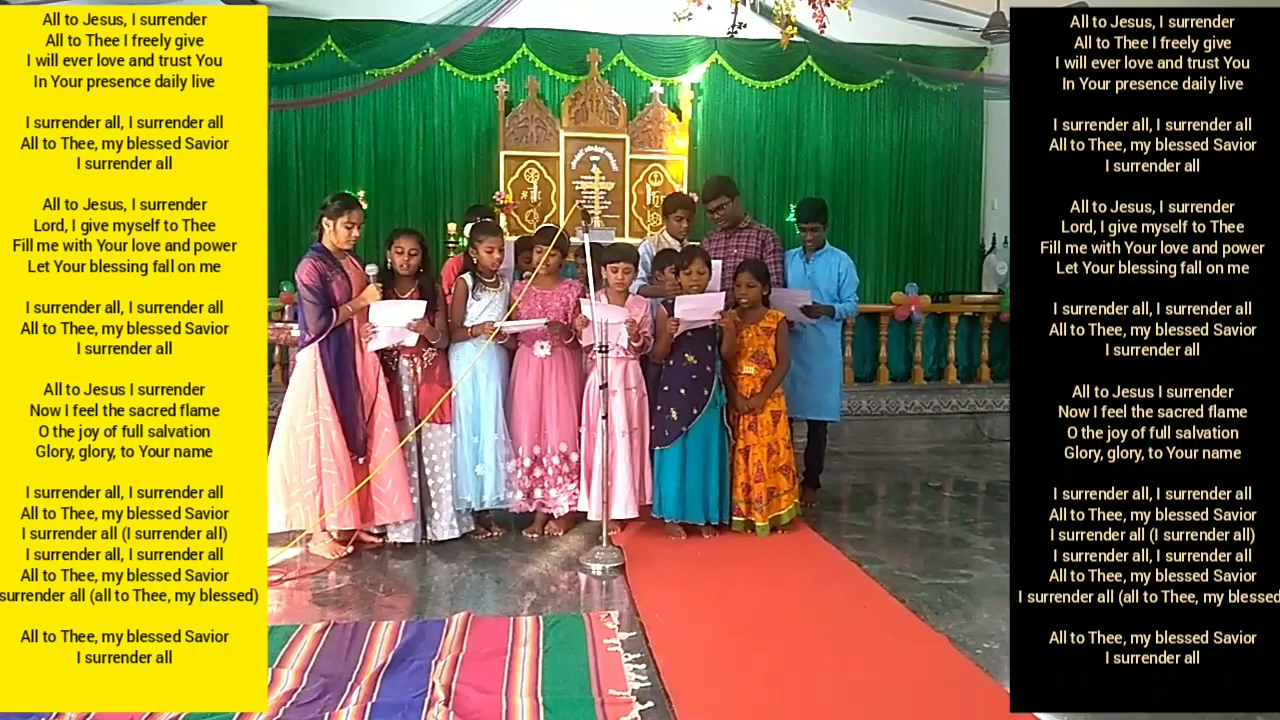 All to Jesus, I surrender
All to Thee I freely give
I will ever love and trust You
In Your presence daily live
I surrender all, I surrender all
All to Thee, my blessed Savior
I surrender all
All to Jesus, I surrender
Lord, I give myself to Thee
Fill me with Your love and power
Let Your blessing fall on me
I surrender all, I surrender all
All to Thee, my blessed Savior
I surrender all
All to Jesus I surrender
Now I feel the sacred flame
O the joy of full salvation
Glory, glory, to Your name
I surrender all, I surrender all
All to Thee, my blessed Savior
I surrender all (I surrender all)
I surrender all, I surrender all
All to Thee, my blessed Savior
surrender all (all to Thee, my blessed)
All to Thee, my blessed Savior
I surrender all
All to Jesus, I surrender
All to Thee I freely give
I will ever love and trust You
In Your presence daily live
I surrender all, I surrender all
All to Thee, my blessed Savior
I surrender all
All to Jesus, I surrender
Lord, I give myself to Thee
Fill me with Your love and power
Let Your blessing fall on me
I surrender all, I surrender all
All to Thee, my blessed Savior
I surrender all
All to Jesus I surrender
Now I feel the sacred flame
O the joy of full salvation
Glory, glory, to Your name
I surrender all, I surrender all
All to Thee, my blessed Savior
I surrender all (I surrender all)
I surrender all, I surrender all
All to Thee, my blessed Savior
I surrender all (all to Thee, my blessed
All to Thee, my blessed Savior
I surrender all